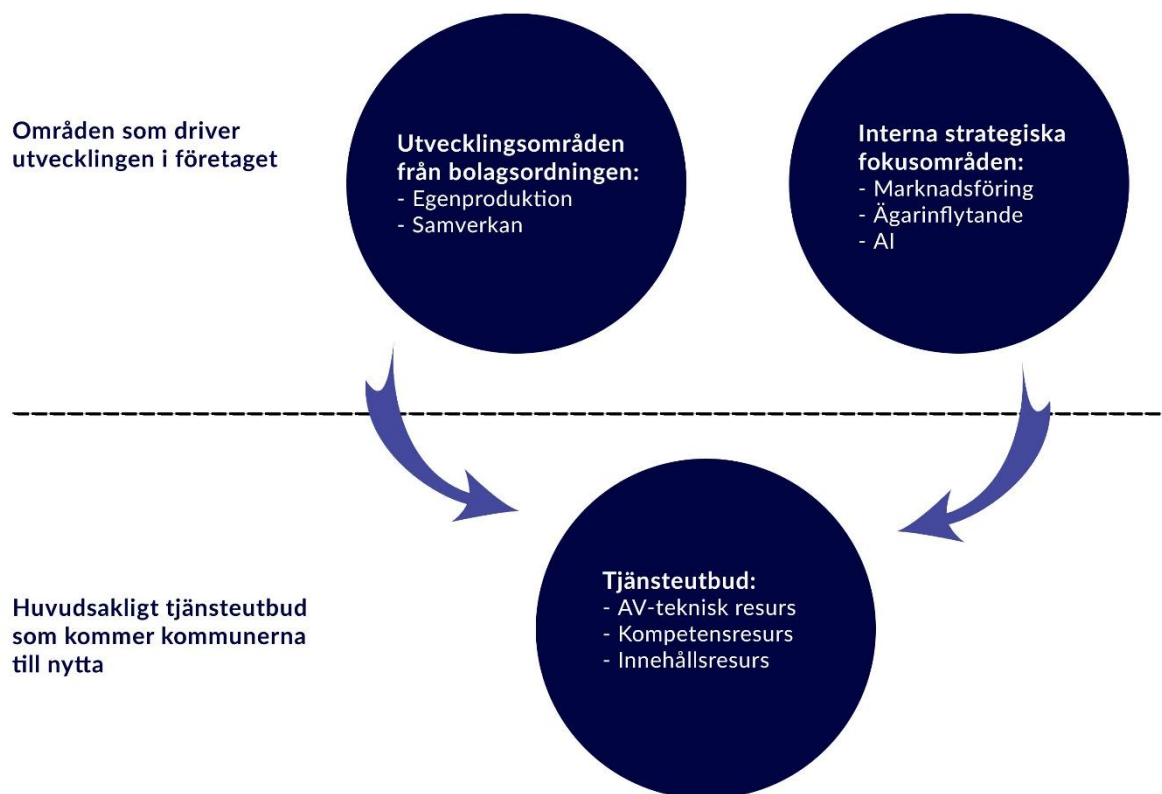 Områden som driver
utvecklingen i företaget
Utvecklingsområden
från bolagsordningen:
- Egenproduktion
- Samverkan
Interna strategiska
fokusområden:
- Marknadsföring
- Ägarinflytande
- AI
Huvudsakligt tjänsteutbud
som kommer kommunerna
till nytta
Tjänsteutbud:
- AV-teknisk resurs
- Kompetensresurs
- Innehållsresurs